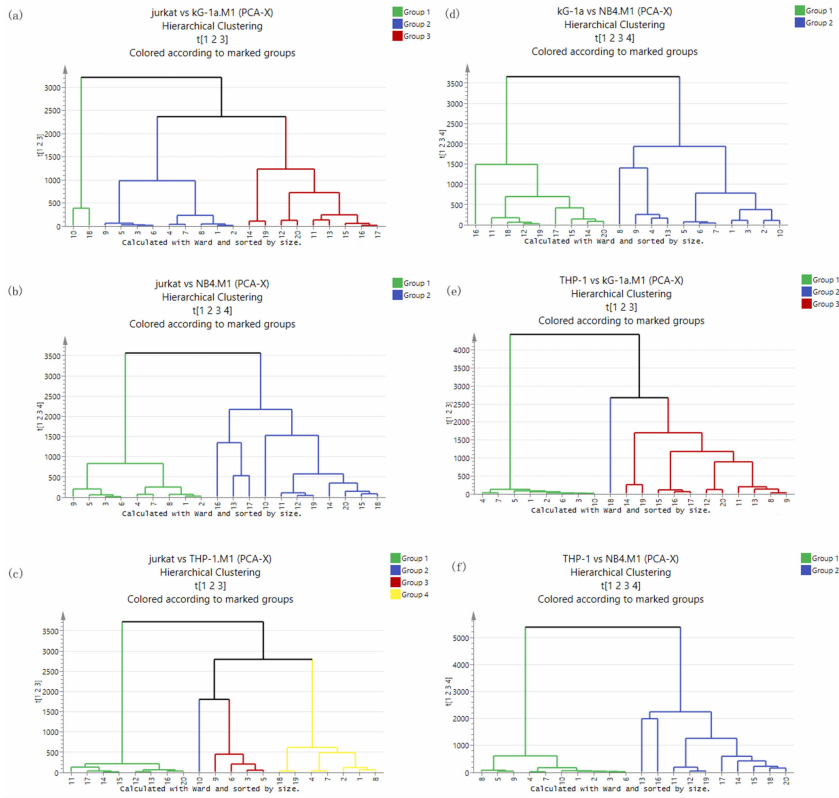 (a)
jurkat vs kG-1a.M1 (PCA-X)
Hierarchical Clustering
t[1 2 3]
Colored according to marked groups
Group 1
Group 2
Group 3
t[1 2 3]
3000
2500
2000
1500
1000
500
0
10 18 9 5 3 6 4 7 8 1 2 14 19 12 20 11 13 15 16 17
Calculated with Ward and sorted by size.
(d)
kG-1a vs NB4.M1 (PCA-X)
Hierarchical Clustering
t[1 2 3 4]
Colored according to marked groups
Group 1
Group 2
t[1 2 3 4]
3500
3000
2500
2000
1500
1000
500
0
16 11 18 12 19 17 15 14 20 8 9 4 13 5 6 7 1 3 2 10
Calculated with Ward and sorted by size.
(b)
jurkat vs NB4.M1 (PCA-X)
Hierarchical Clustering
t[1 2 3 4]
Colored according to marked groups
Group 1
Group 2
t[1 2 3 4]
3500
3000
2500
2000
1500
1000
500
0
9 5 3 6 4 7 8 1 2 16 13 17 10 11 12 19 14 20 15 18
Calculated with Ward and sorted by size.
(e)
THP-1 vs kG-1a.M1 (PCA-X)
Hierarchical Clustering
t[1 2 3]
Colored according to marked groups
Group 1
Group 2
Group 3
t[1 2 3]
4000
3500
3000
2500
2000
1500
1000
500
0
4 7 5 1 2 6 3 10 18 14 19 15 16 17 12 20 11 13 8 9
Calculated with Ward and sorted by size.
(c)
jurkat vs THP-1.M1 (PCA-X)
Hierarchical Clustering
t[1 2 3]
Colored according to marked groups
Group 1
Group 2
Group 3
Group 4
t[1 2 3]
3500
3000
2500
2000
1500
1000
500
0
11 17 14 15 12 13 16 20 10 9 6 3 5 18 19 4 7 2 1 8
Calculated with Ward and sorted by size.
(f)
THP-1 vs NB4.M1 (PCA-X)
Hierarchical Clustering
t[1 2 3 4]
Colored according to marked groups
Group 1
Group 2
t[1 2 3 4]
5000
4000
3000
2000
1000
0
8 5 9 4 7 10 1 2 3 6 13 16 11 12 19 17 14 15 18 20
Calculated with Ward and sorted by size.